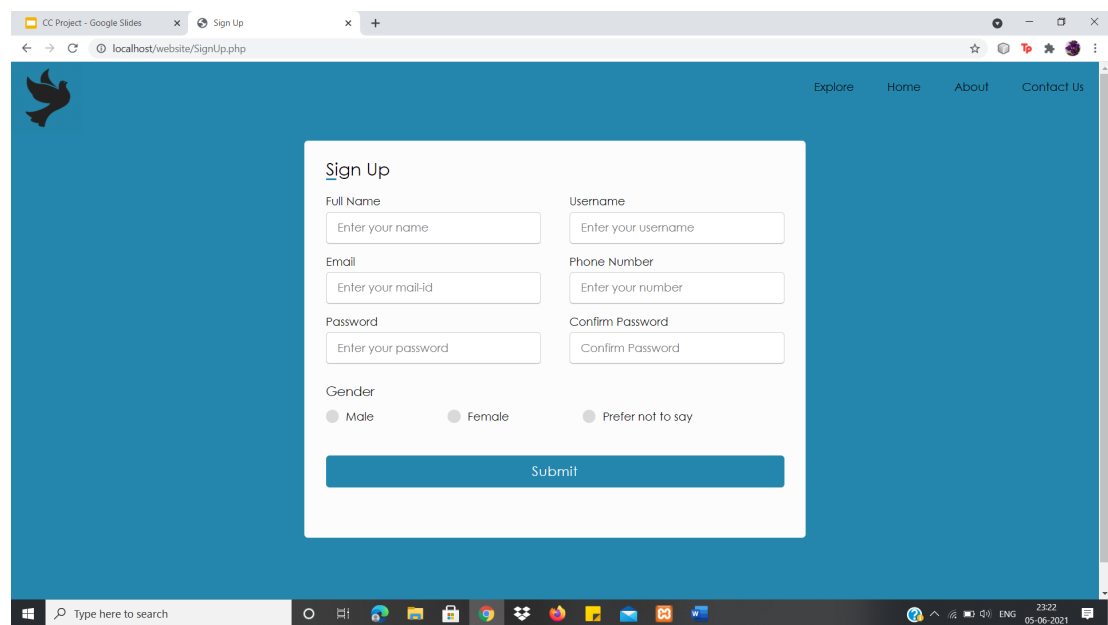 CC Project - Google Slides
Sign Up
localhost/website/SignUp.php
Tp
Explore Home About Contact Us
Sign Up
Full Name Username
Enter your name Enter your username
Email Phone Number
Enter your mail-id Enter your number
Password Confirm Password
Enter your password Confirm Password
Gender
Male Female Prefer not to say
Submit
Type here to search
ENG
23:22
05-06-2021